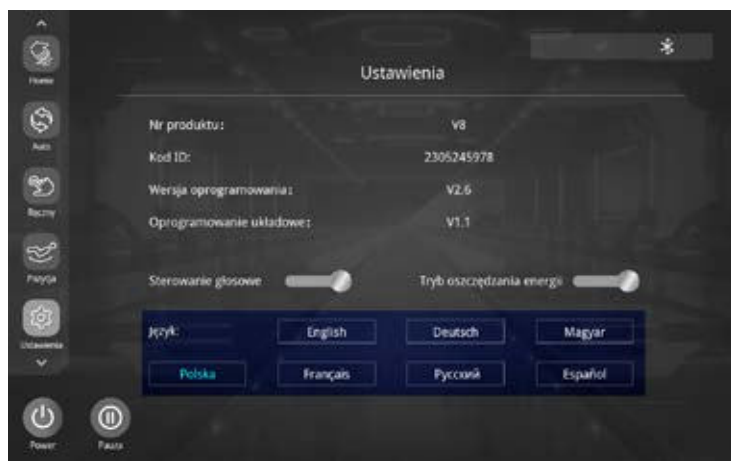 Ustawienia
Home
Auto
Ręczny
Pozycja
Ustawienia
Nr produktu: V8
Kod ID: 2305245978
Wersja oprogramowania: V2.6
Oprogramowanie układowe: V1.1
Sterowanie głosowe Tryb oszczędzania energii
Język: English Deutsch Magyar
Polska Français Русский Español
Power Pauza